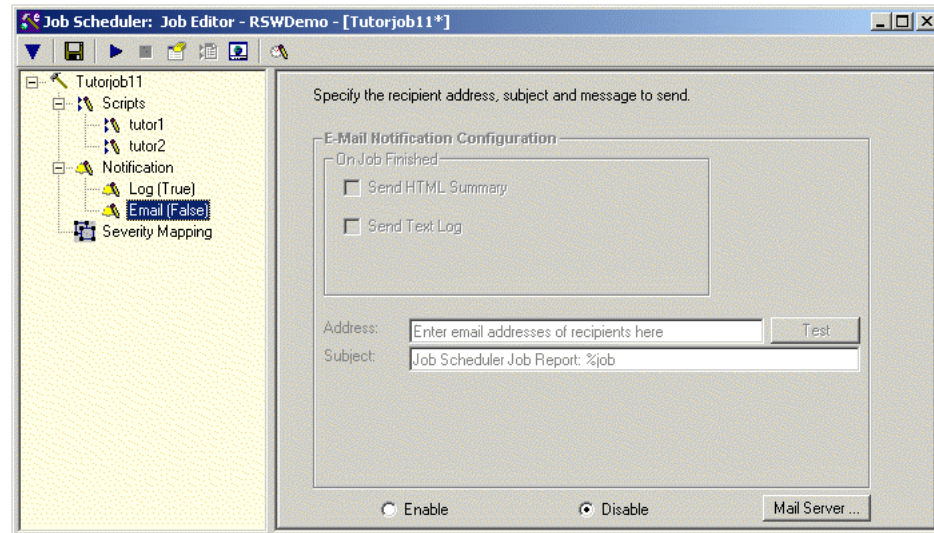 Job Scheduler: Job Editor - RSWDemo - [Tutorjob11*]
Tutorjob11
Scripts
tutor1
tutor2
Notification
Log (True)
Email (False)
Severity Mapping
Specify the recipient address, subject and message to send.
E-Mail Notification Configuration
On Job Finished
Send HTML Summary
Send Text Log
Address: Enter email addresses of recipients here Test
Subject: Job Scheduler Job Report: %job
Enable Disable Mail Server ...